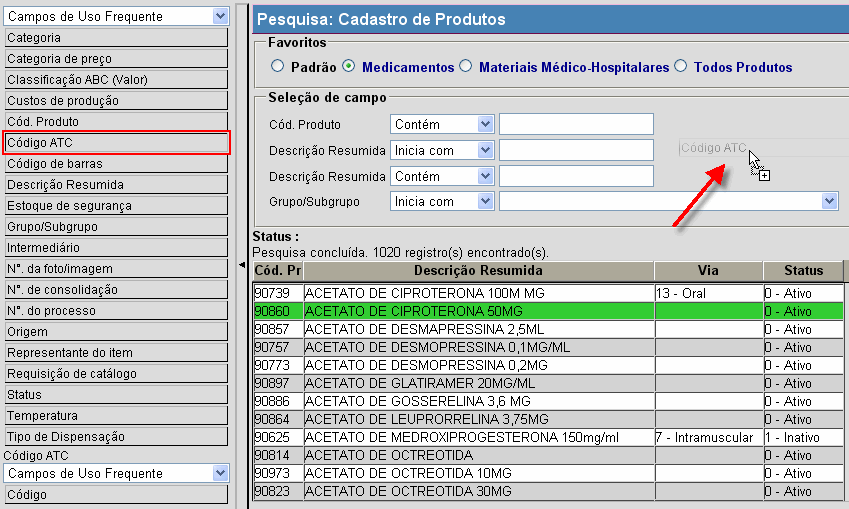 Campos de Uso Frequente
Categoria
Categoria de preço
Classificação ABC (Valor)
Custos de produção
Cód. Produto
Código ATC
Código de barras
Descrição Resumida
Estoque de segurança
Grupo/Subgrupo
Intermediário
N°. da foto/imagem
N°. de consolidação
N°. do processo
Origem
Representante do item
Requisição de catálogo
Status
Temperatura
Tipo de Dispensação
Código ATC
Campos de Uso Frequente
Código
Pesquisa: Cadastro de Produtos
Favoritos
Padrão Medicamentos Materiais Médico-Hospitalares Todos Produtos
Seleção de campo
Cód. Produto Contém
Descrição Resumida Inicia com Código ATC
Descrição Resumida Contém
Grupo/Subgrupo Inicia com
Status :
Pesquisa concluída. 1020 registro(s) encontrado(s).
Cód. Pr Descrição Resumida Via Status
90739 ACETATO DE CIPROTERONA 100M MG 13 - Oral 0 - Ativo
90860 ACETATO DE CIPROTERONA 50MG 0 - Ativo
90857 ACETATO DE DESMAPRESSINA 2,5ML 0 - Ativo
90757 ACETATO DE DESMOPRESSINA 0,1MG/ML 0 - Ativo
90773 ACETATO DE DESMOPRESSINA 0,2MG 0 - Ativo
90897 ACETATO DE GLATIRAMER 20MG/ML 0 - Ativo
90886 ACETATO DE GOSSERELINA 3,6 MG 0 - Ativo
90864 ACETATO DE LEUPRORRELINA 3,75MG 0 - Ativo
90625 ACETATO DE MEDROXIPROGESTERONA 150mg/ml 7 - Intramuscular 1 - Inativo
90814 ACETATO DE OCTREOTIDA 0 - Ativo
90973 ACETATO DE OCTREOTIDA 10MG 0 - Ativo
90823 ACETATO DE OCTREOTIDA 30MG 0 - Ativo